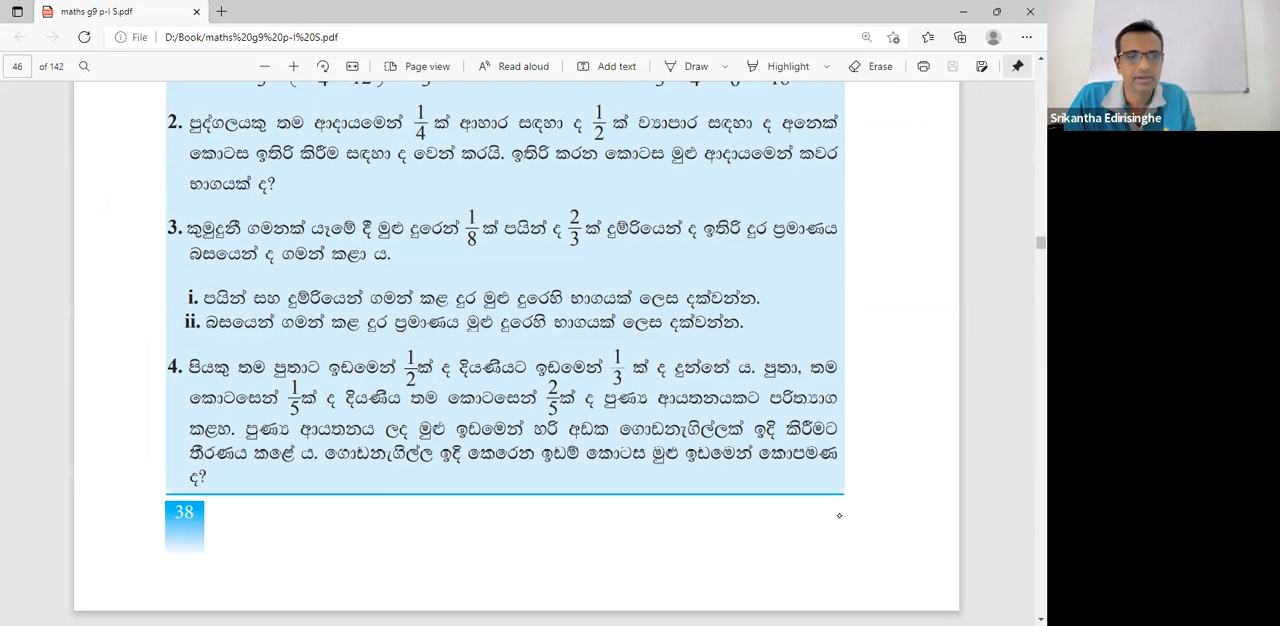 maths g9 p-I S.pdf
File D:/Book/maths%20g9%20p-I%20S.pdf
46 of 142 Page view Read aloud Add text Draw Highlight Erase
Srikantha Edirisinghe
2. පුද්ගලයකු තම ආදායමෙන් 1/4 ක් ආහාර සඳහා ද 1/2 ක් ව්‍යාපාර සඳහා ද අනෙක්
කොටස ඉතිරි කිරීම සඳහා ද වෙන් කරයි. ඉතිරි කරන කොටස මුළු ආදායමෙන් කවර
භාගයක් ද?
3. කුමුදුනී ගමනක් යෑමේ දී මුළු දුරෙන් 1/8 ක් පයින් ද 2/3 ක් දුම්රියෙන් ද ඉතිරි දුර ප්‍රමාණය
බසයෙන් ද ගමන් කළා ය.
i. පයින් සහ දුම්රියෙන් ගමන් කළ දුර මුළු දුරෙහි භාගයක් ලෙස දක්වන්න.
ii. බසයෙන් ගමන් කළ දුර ප්‍රමාණය මුළු දුරෙහි භාගයක් ලෙස දක්වන්න.
4. පියකු තම පුතාට ඉඩමෙන් 1/2 ක් ද දියණියට ඉඩමෙන් 1/3 ක් ද දුන්නේ ය. පුතා, තම
කොටසෙන් 1/5 ක් ද දියණිය තම කොටසෙන් 2/5 ක් ද පුණ්‍ය ආයතනයකට පරිත්‍යාග
කළහ. පුණ්‍ය ආයතනය ලද මුළු ඉඩමෙන් හරි අඩක ගොඩනැගිල්ලක් ඉදි කිරීමට
තීරණය කළේ ය. ගොඩනැගිල්ල ඉදි කෙරෙන ඉඩම් කොටස මුළු ඉඩමෙන් කොපමණ
ද?
38